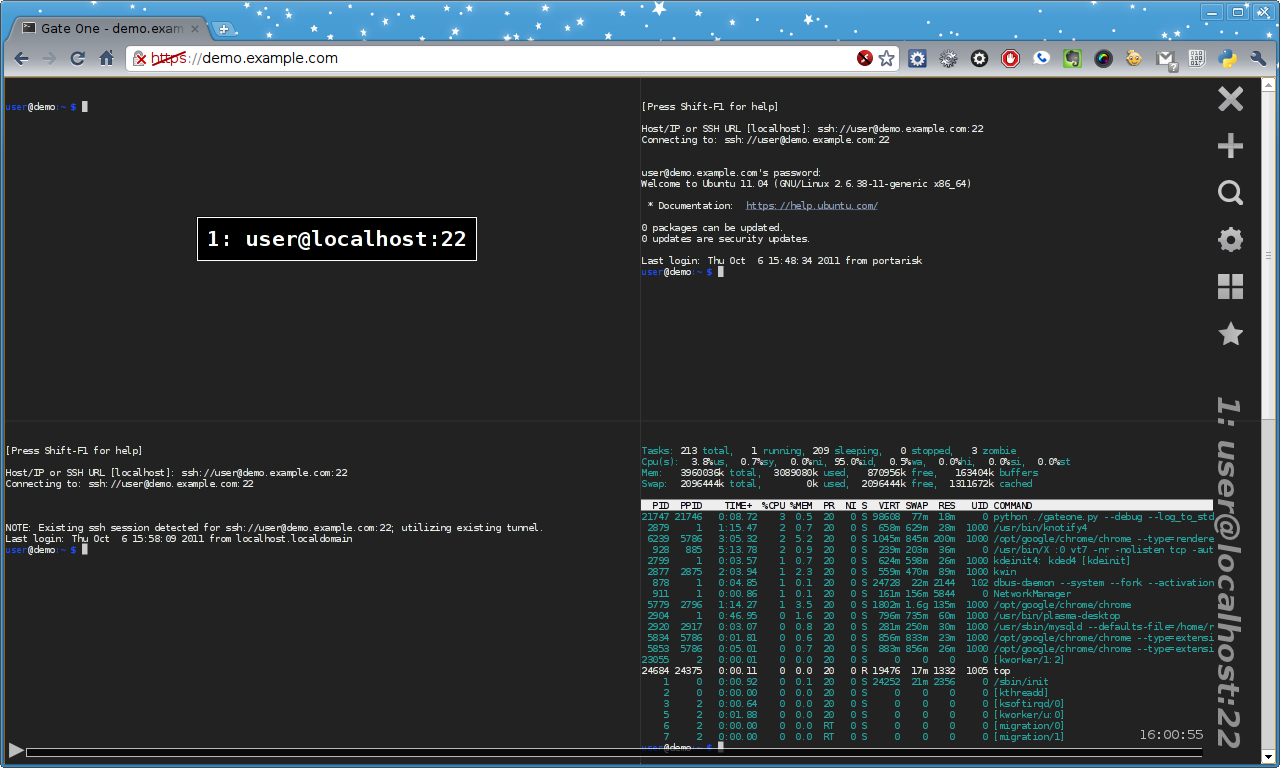 Gate One - demo.exam
https://demo.example.com
user@demo:~ $
1: user@localhost:22
[Press Shift-F1 for help]
Host/IP or SSH URL [localhost]: ssh://user@demo.example.com:22
Connecting to: ssh://user@demo.example.com:22
user@demo.example.com's password:
Welcome to Ubuntu 11.04 (GNU/Linux 2.6.38-11-generic x86_64)
* Documentation:  https://help.ubuntu.com/
0 packages can be updated.
0 updates are security updates.
Last login: Thu Oct  6 15:48:34 2011 from portarisk
user@demo:~ $
1: user@localhost:22
[Press Shift-F1 for help]
Host/IP or SSH URL [localhost]: ssh://user@demo.example.com:22
Connecting to: ssh://user@demo.example.com:22
NOTE: Existing ssh session detected for ssh://user@demo.example.com:22; utilizing existing tunnel.
Last login: Thu Oct  6 15:58:09 2011 from localhost.localdomain
user@demo:~ $
Tasks: 213 total,   1 running, 209 sleeping,   0 stopped,   3 zombie
Cpu(s):  3.8%us,  0.7%sy,  0.0%ni, 95.0%id,  0.5%wa,  0.0%hi,  0.0%si,  0.0%st
Mem:   3960036k total,  3089080k used,   870956k free,   163404k buffers
Swap:  2096444k total,        0k used,  2096444k free,  1311672k cached
PID PPID TIME+ %CPU %MEM PR NI S VIRT SWAP RES UID COMMAND
21747 21746 0:08.72 3 0.5 20 0 S 98608 77m 18m 0 python ./gateone.py --debug --log_to_std
2879 1 1:15.47 2 0.7 20 0 S 658m 629m 28m 1000 /usr/bin/knotify4
6239 5786 3:05.32 2 5.2 20 0 S 1045m 845m 200m 1000 /opt/google/chrome/chrome --type=rendere
928 885 5:13.78 2 0.9 20 0 S 239m 203m 36m 0 /usr/bin/X :0 vt7 -nr -nolisten tcp -aut
2799 1 0:03.57 1 0.7 20 0 S 624m 598m 26m 1000 kdeinit4: kded4 [kdeinit]
2877 2875 2:03.94 1 2.3 20 0 S 559m 470m 89m 1000 kwin
878 1 0:04.85 1 0.1 20 0 S 24728 22m 2144 102 dbus-daemon --system --fork --activation
911 1 0:00.86 1 0.1 20 0 S 161m 156m 5844 0 NetworkManager
5779 2796 1:14.27 1 3.5 20 0 S 1802m 1.6g 135m 1000 /opt/google/chrome/chrome
2904 1 0:46.95 0 1.6 20 0 S 796m 735m 60m 1000 /usr/bin/plasma-desktop
2920 2917 0:03.07 0 0.8 20 0 S 281m 250m 30m 1000 /usr/sbin/mysqld --defaults-file=/home/r
5834 5786 0:01.81 0 0.6 20 0 S 856m 833m 23m 1000 /opt/google/chrome/chrome --type=extensi
5853 5786 0:05.01 0 0.7 20 0 S 883m 856m 26m 1000 /opt/google/chrome/chrome --type=extensi
23055 2 0:00.01 0 0.0 20 0 S 0 0 0 0 [kworker/1:2]
24684 24375 0:00.11 0 0.0 20 0 R 19476 17m 1332 1005 top
1 0 0:00.92 0 0.1 20 0 S 24252 21m 2356 0 /sbin/init
2 0 0:00.00 0 0.0 20 0 S 0 0 0 0 [kthreadd]
3 2 0:00.64 0 0.0 20 0 S 0 0 0 0 [ksoftirqd/0]
5 2 0:01.88 0 0.0 20 0 S 0 0 0 0 [kworker/u:0]
6 2 0:00.00 0 0.0 RT 0 S 0 0 0 0 [migration/0]
7 2 0:00.00 0 0.0 RT 0 S 0 0 0 0 [migration/1]
16:00:55
user@demo:~ $